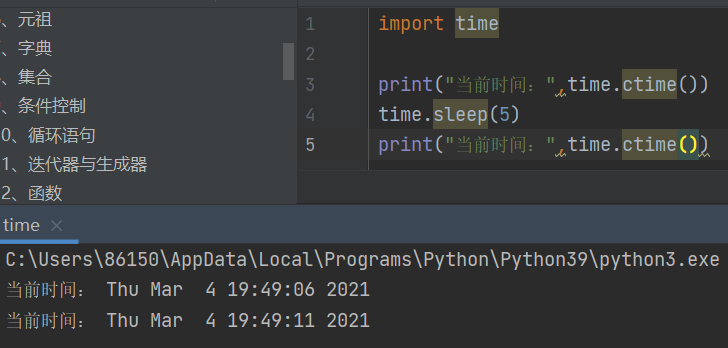 、元祖
、字典
、集合
、条件控制
0、循环语句
1、迭代器与生成器
2、函数
1 import time
2
3 print("当前时间：",time.ctime())
4 time.sleep(5)
5 print("当前时间：",time.ctime())
time ×
C:\Users\86150\AppData\Local\Programs\Python\Python39\python3.exe
当前时间： Thu Mar  4 19:49:06 2021
当前时间： Thu Mar  4 19:49:11 2021